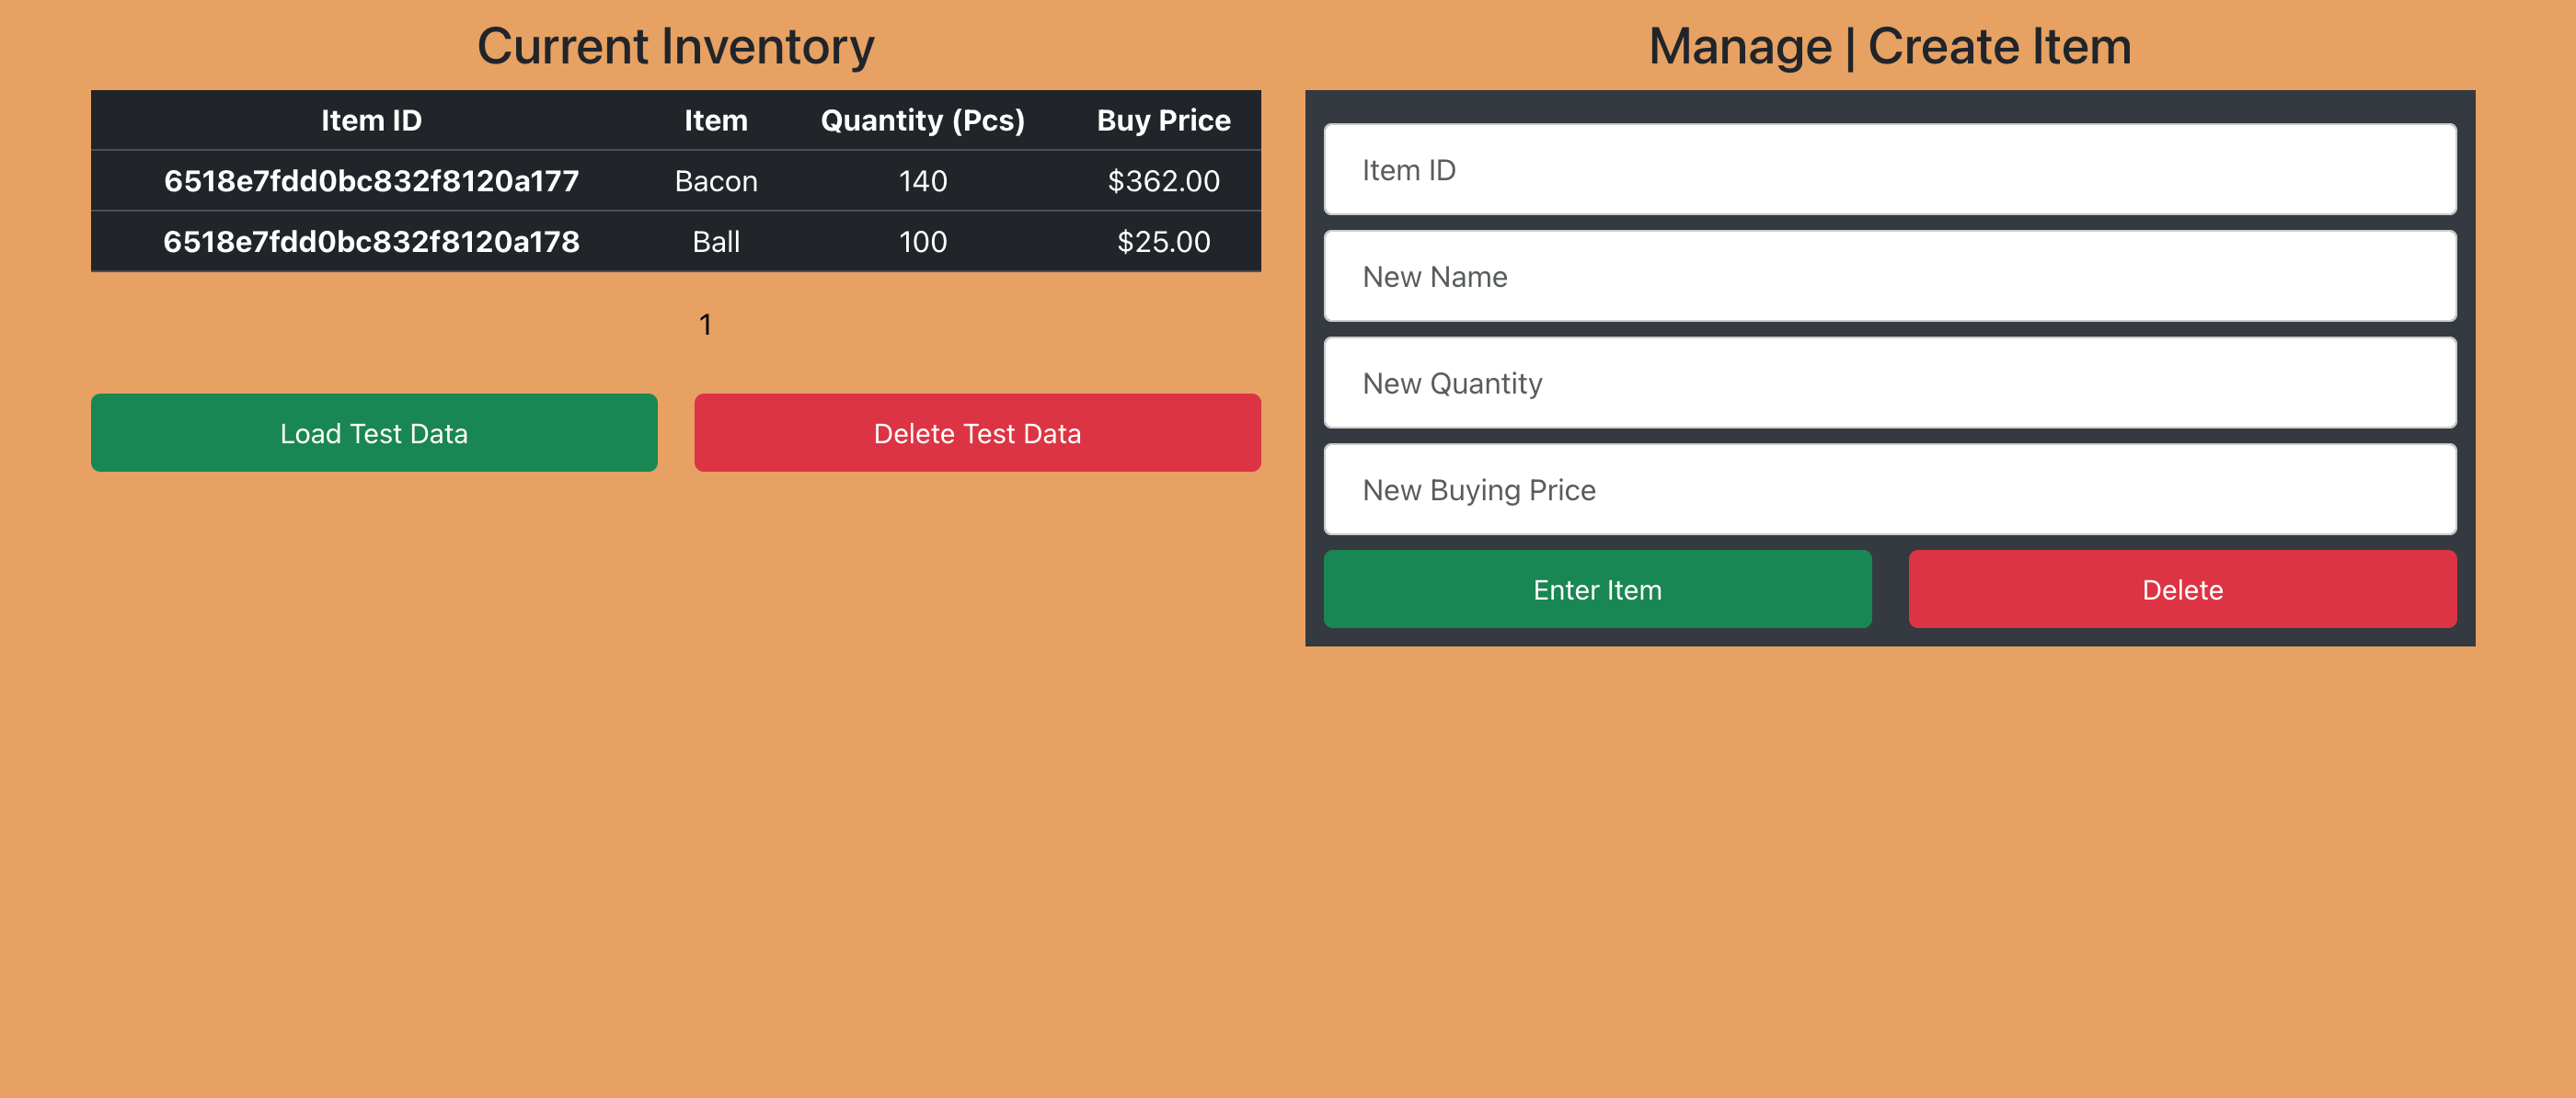 Current Inventory
Item ID Item Quantity (Pcs) Buy Price
6518e7fdd0bc832f8120a177 Bacon 140 $362.00
6518e7fdd0bc832f8120a178 Ball 100 $25.00
1
Load Test Data Delete Test Data
Manage | Create Item
Item ID
New Name
New Quantity
New Buying Price
Enter Item Delete